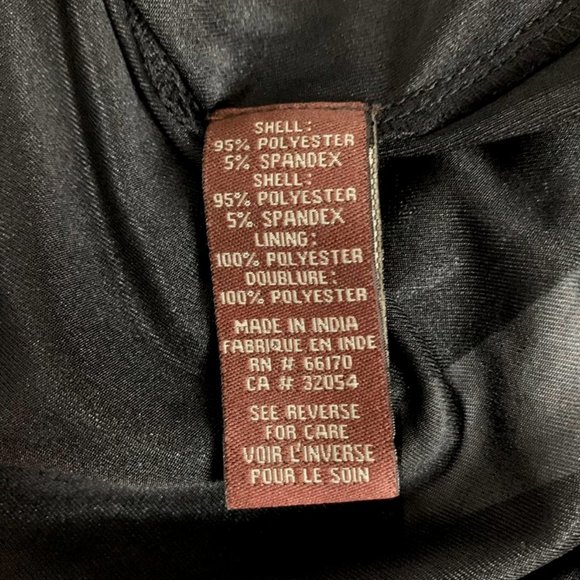 SHELL:
95% POLYESTER
5% SPANDEX
SHELL:
95% POLYESTER
5% SPANDEX
LINING:
100% POLYESTER
DOUBLURE:
100% POLYESTER
MADE IN INDIA
FABRIQUE EN INDE
RN # 66170
CA # 32054
SEE REVERSE
FOR CARE
VOIR L'INVERSE
POUR LE SOIN